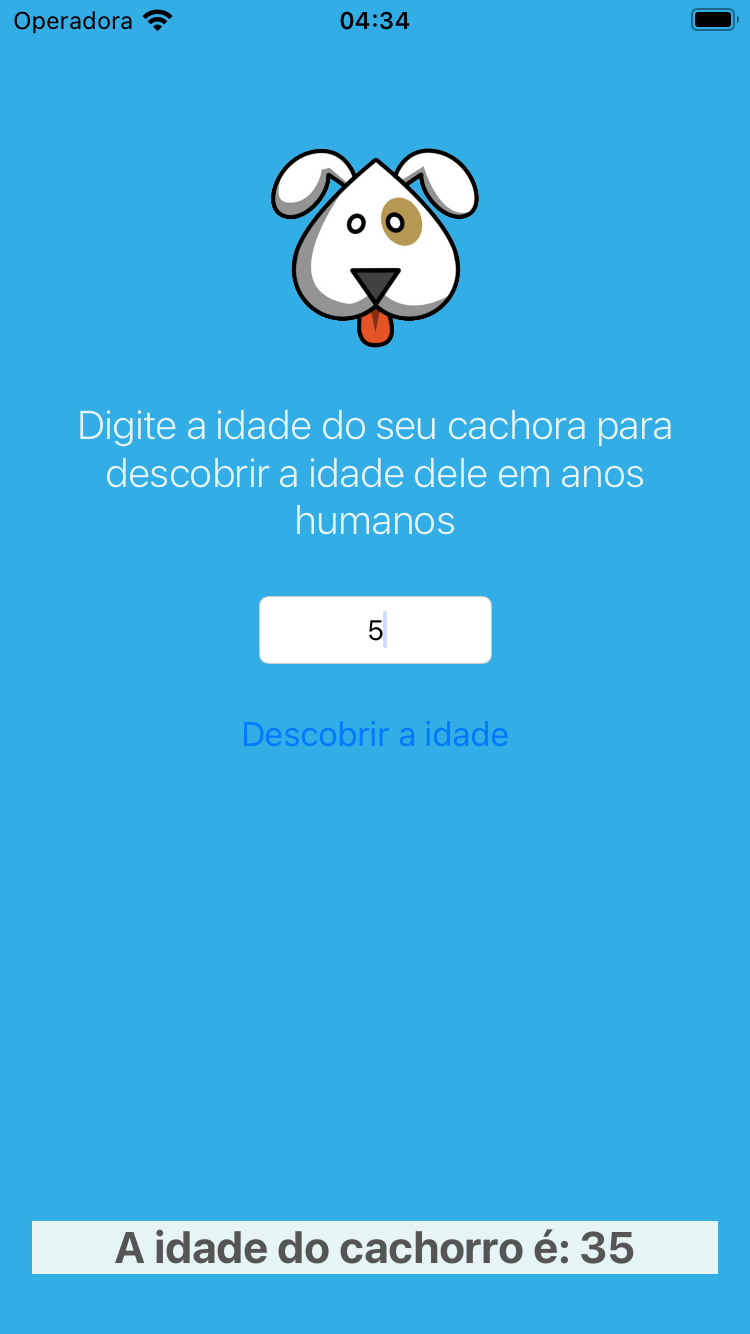 Operadora 04:34
Digite a idade do seu cachora para
descobrir a idade dele em anos
humanos
5
Descobrir a idade
A idade do cachorro é: 35